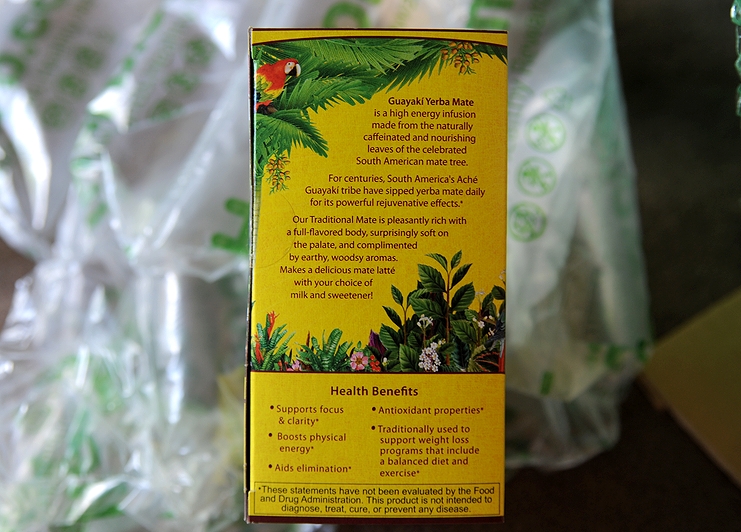 Guayakí Yerba Mate
is a high energy infusion
made from the naturally
caffeinated and nourishing
leaves of the celebrated
South American mate tree.
For centuries, South America's Aché
Guayakí tribe have sipped yerba mate daily
for its powerful rejuvenative effects.*
Our Traditional Mate is pleasantly rich with
a full-flavored body, surprisingly soft on
the palate, and complimented
by earthy, woodsy aromas.
Makes a delicious mate latté
with your choice of
milk and sweetener!
Health Benefits
• Supports focus
& clarity*
• Boosts physical
energy*
• Aids elimination*
• Antioxidant properties*
• Traditionally used to
support weight loss
programs that include
a balanced diet and
exercise*
*These statements have not been evaluated by the Food
and Drug Administration. This product is not intended to
diagnose, treat, cure, or prevent any disease.